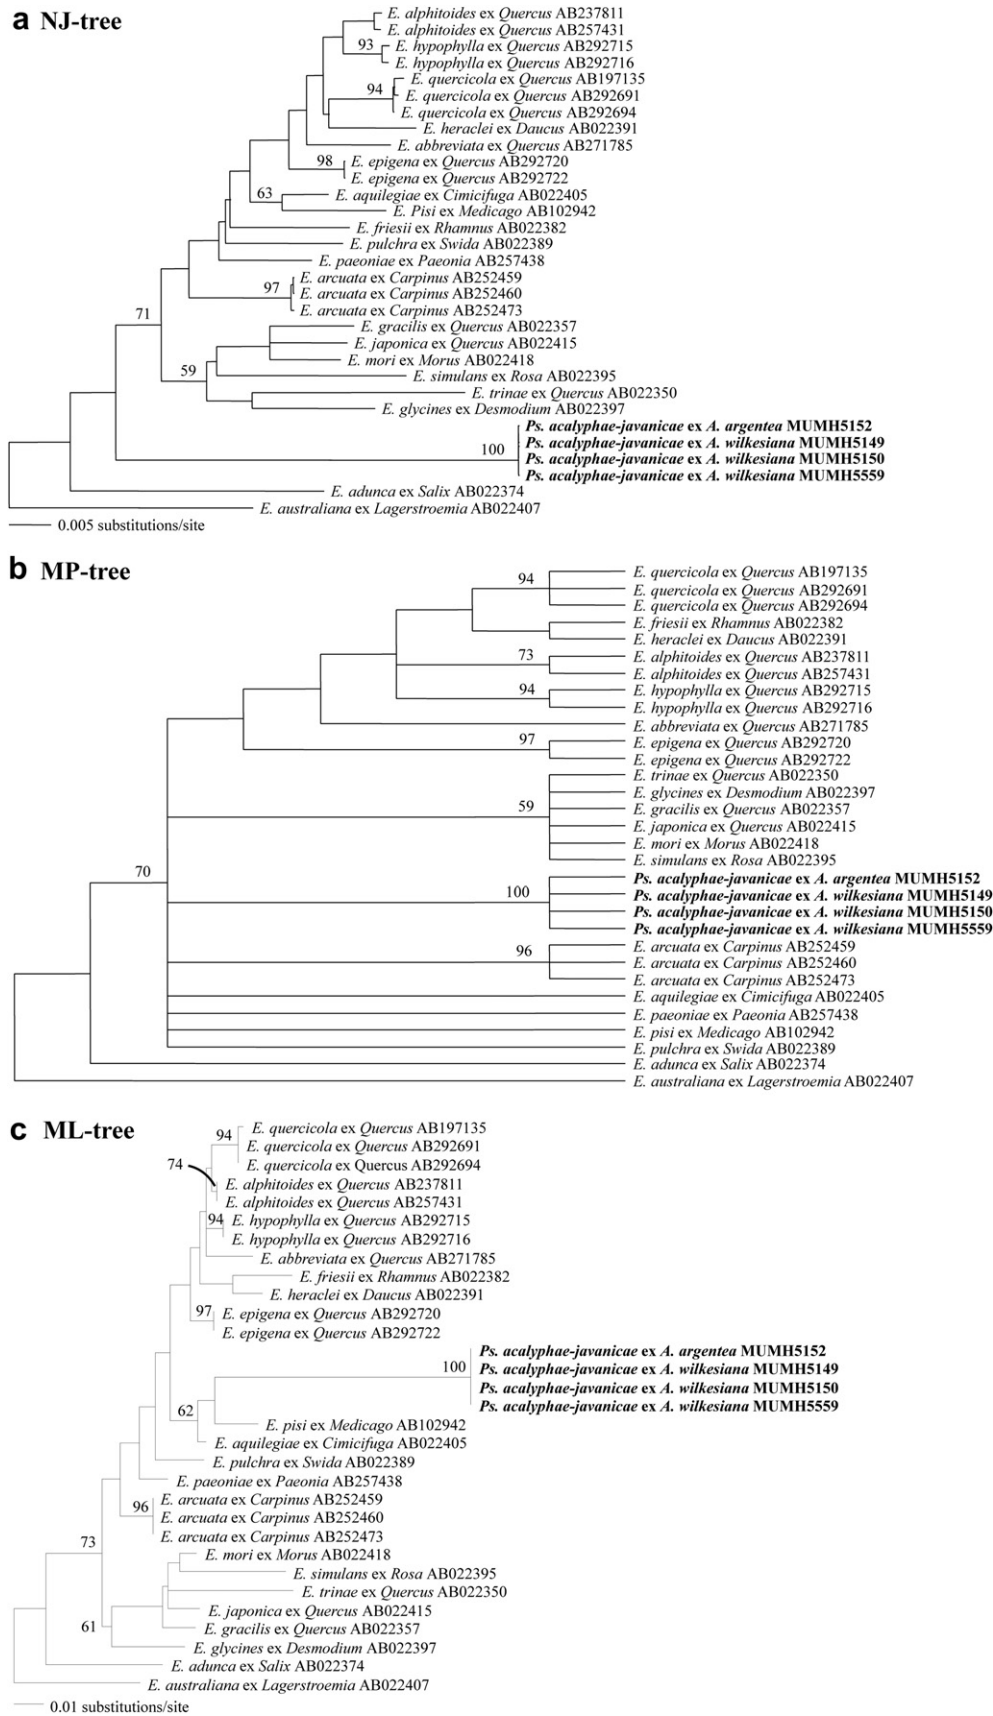 a NJ-tree
E. alphitoides ex Quercus AB237811
E. alphitoides ex Quercus AB257431
93 E. hypophylla ex Quercus AB292715
E. hypophylla ex Quercus AB292716
E. quercicola ex Quercus AB197135
94 E. quercicola ex Quercus AB292691
E. quercicola ex Quercus AB292694
E. heraclei ex Daucus AB022391
E. abbreviata ex Quercus AB271785
98 E. epigena ex Quercus AB292720
E. epigena ex Quercus AB292722
63 E. aquilegiae ex Cimicifuga AB022405
E. Pisi ex Medicago AB102942
E. friesii ex Rhamnus AB022382
E. pulchra ex Swida AB022389
E. paeoniae ex Paeonia AB257438
E. arcuata ex Carpinus AB252459
97 E. arcuata ex Carpinus AB252460
E. arcuata ex Carpinus AB252473
71
E. gracilis ex Quercus AB022357
E. japonica ex Quercus AB022415
E. mori ex Morus AB022418
59 E. simulans ex Rosa AB022395
E. trinae ex Quercus AB022350
E. glycines ex Desmodium AB022397
Ps. acalyphae-javanicae ex A. argentea MUMH5152
Ps. acalyphae-javanicae ex A. wilkesiana MUMH5149
100 Ps. acalyphae-javanicae ex A. wilkesiana MUMH5150
Ps. acalyphae-javanicae ex A. wilkesiana MUMH5559
E. adunca ex Salix AB022374
E. australiana ex Lagerstroemia AB022407
0.005 substitutions/site
b MP-tree
E. quercicola ex Quercus AB197135
94 E. quercicola ex Quercus AB292691
E. quercicola ex Quercus AB292694
E. friesii ex Rhamnus AB022382
E. heraclei ex Daucus AB022391
73 E. alphitoides ex Quercus AB237811
E. alphitoides ex Quercus AB257431
94 E. hypophylla ex Quercus AB292715
E. hypophylla ex Quercus AB292716
E. abbreviata ex Quercus AB271785
97 E. epigena ex Quercus AB292720
E. epigena ex Quercus AB292722
E. trinae ex Quercus AB022350
E. glycines ex Desmodium AB022397
59 E. gracilis ex Quercus AB022357
E. japonica ex Quercus AB022415
E. mori ex Morus AB022418
E. simulans ex Rosa AB022395
70 Ps. acalyphae-javanicae ex A. argentea MUMH5152
100 Ps. acalyphae-javanicae ex A. wilkesiana MUMH5149
Ps. acalyphae-javanicae ex A. wilkesiana MUMH5150
Ps. acalyphae-javanicae ex A. wilkesiana MUMH5559
96 E. arcuata ex Carpinus AB252459
E. arcuata ex Carpinus AB252460
E. arcuata ex Carpinus AB252473
E. aquilegiae ex Cimicifuga AB022405
E. paeoniae ex Paeonia AB257438
E. pisi ex Medicago AB102942
E. pulchra ex Swida AB022389
E. adunca ex Salix AB022374
E. australiana ex Lagerstroemia AB022407
c ML-tree
94 E. quercicola ex Quercus AB197135
E. quercicola ex Quercus AB292691
74 E. quercicola ex Quercus AB292694
E. alphitoides ex Quercus AB237811
E. alphitoides ex Quercus AB257431
94 E. hypophylla ex Quercus AB292715
E. hypophylla ex Quercus AB292716
E. abbreviata ex Quercus AB271785
E. friesii ex Rhamnus AB022382
E. heraclei ex Daucus AB022391
97 E. epigena ex Quercus AB292720
E. epigena ex Quercus AB292722
Ps. acalyphae-javanicae ex A. argentea MUMH5152
100 Ps. acalyphae-javanicae ex A. wilkesiana MUMH5149
Ps. acalyphae-javanicae ex A. wilkesiana MUMH5150
62 Ps. acalyphae-javanicae ex A. wilkesiana MUMH5559
E. pisi ex Medicago AB102942
E. aquilegiae ex Cimicifuga AB022405
E. pulchra ex Swida AB022389
E. paeoniae ex Paeonia AB257438
96 E. arcuata ex Carpinus AB252459
E. arcuata ex Carpinus AB252460
73 E. arcuata ex Carpinus AB252473
E. mori ex Morus AB022418
E. simulans ex Rosa AB022395
E. trinae ex Quercus AB022350
E. japonica ex Quercus AB022415
61 E. gracilis ex Quercus AB022357
E. glycines ex Desmodium AB022397
E. adunca ex Salix AB022374
E. australiana ex Lagerstroemia AB022407
0.01 substitutions/site